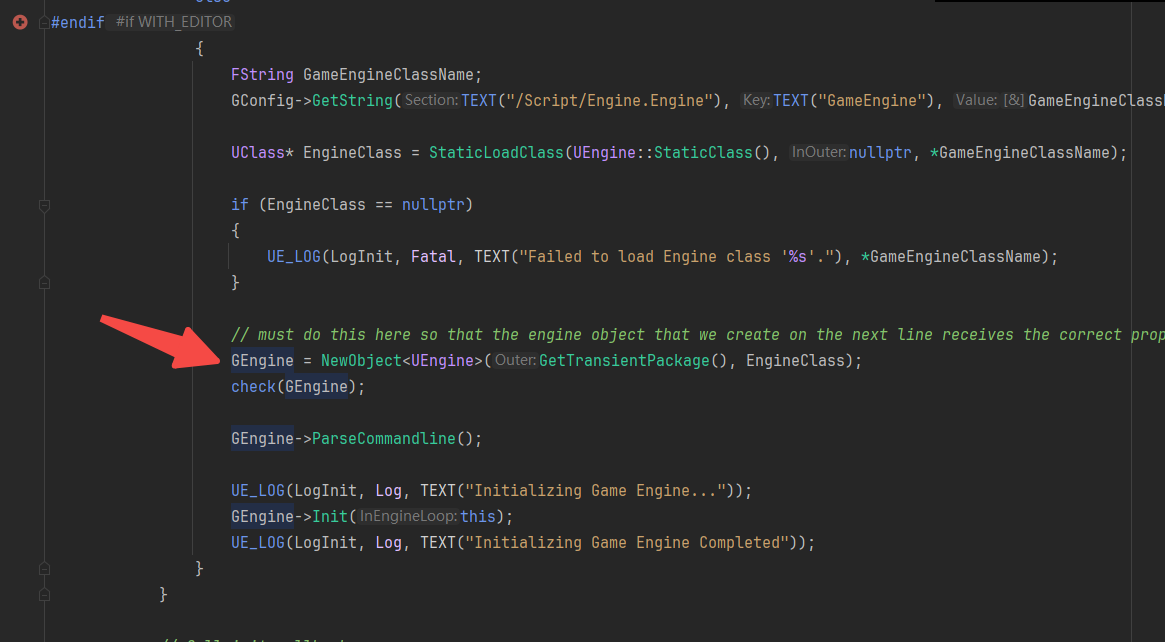 else
#endif #if WITH_EDITOR
{
FString GameEngineClassName;
GConfig->GetString( Section: TEXT("/Script/Engine.Engine"), Key: TEXT("GameEngine"), Value: [&] GameEngineClass
UClass* EngineClass = StaticLoadClass(UEngine::StaticClass(), InOuter: nullptr, *GameEngineClassName);
if (EngineClass == nullptr)
{
UE_LOG(LogInit, Fatal, TEXT("Failed to load Engine class '%s'."), *GameEngineClassName);
}
// must do this here so that the engine object that we create on the next line receives the correct prop
GEngine = NewObject<UEngine>( Outer: GetTransientPackage(), EngineClass);
check(GEngine);
GEngine->ParseCommandline();
UE_LOG(LogInit, Log, TEXT("Initializing Game Engine..."));
GEngine->Init( InEngineLoop: this);
UE_LOG(LogInit, Log, TEXT("Initializing Game Engine Completed"));
}
}